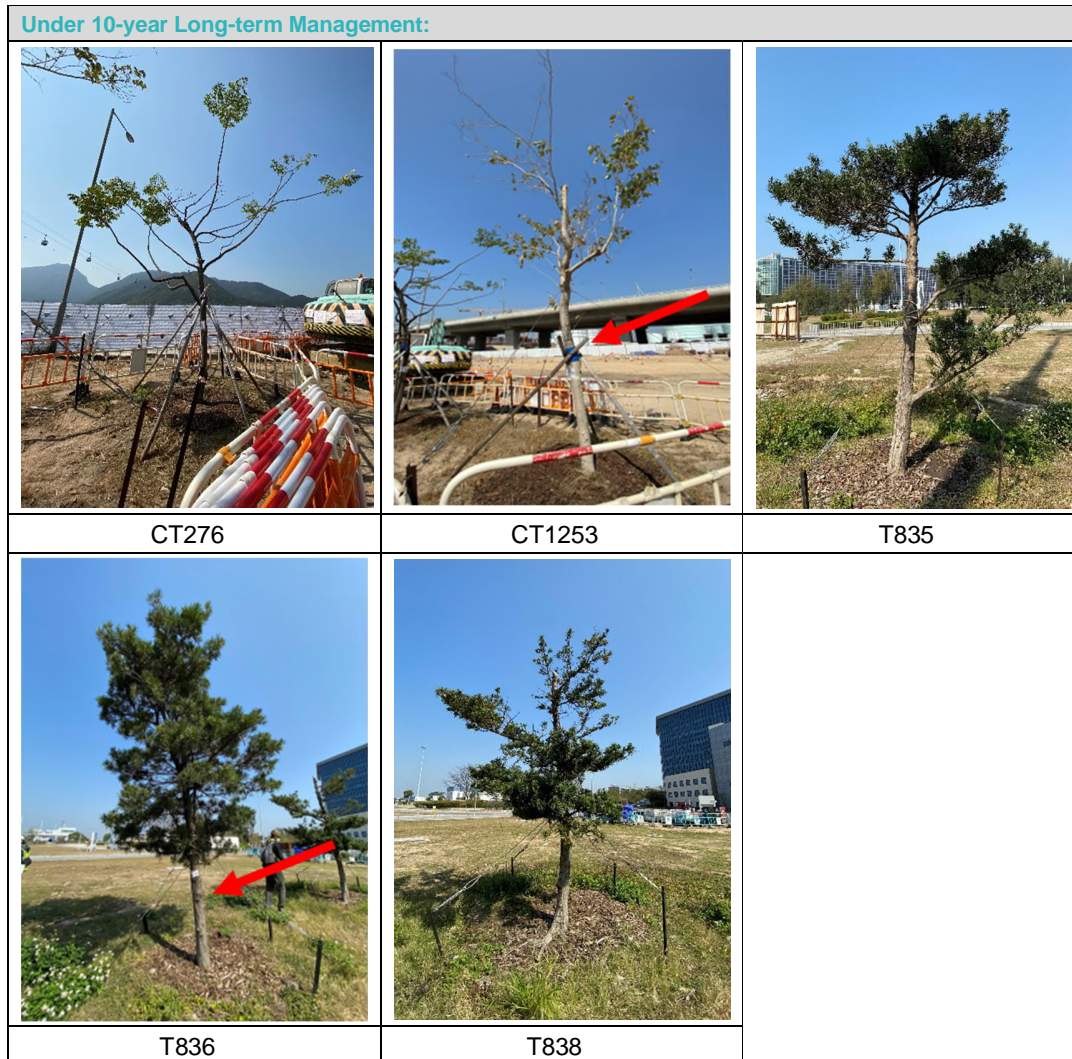 Under 10-year Long-term Management:
CT276
CT1253
T835
T836
T838